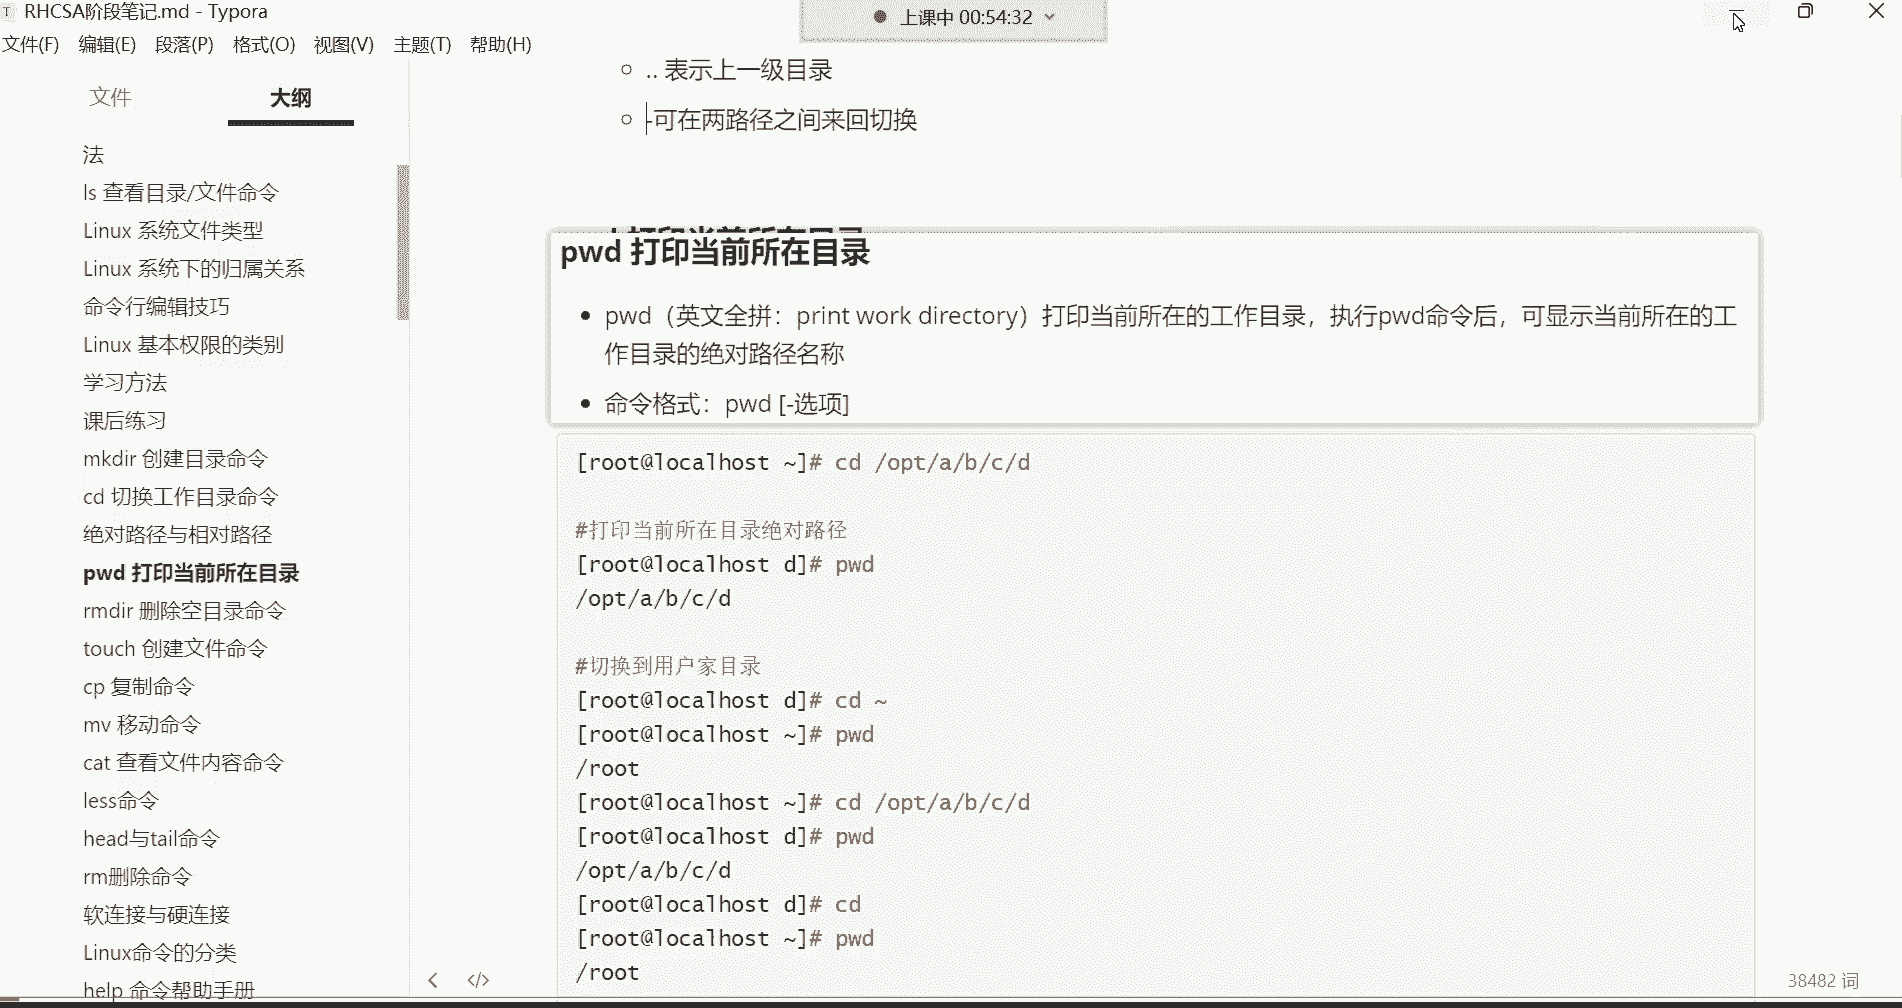 RHCSA阶段笔记.md - Typora
上课中 00:54:32
文件(F) 编辑(E) 段落(P) 格式(O) 视图(V) 主题(T) 帮助(H)
文件 大纲
法
ls 查看目录/文件命令
Linux 系统文件类型
Linux 系统下的归属关系
命令行编辑技巧
Linux 基本权限的类别
学习方法
课后练习
mkdir 创建目录命令
cd 切换工作目录命令
绝对路径与相对路径
pwd 打印当前所在目录
rmdir 删除空目录命令
touch 创建文件命令
cp 复制命令
mv 移动命令
cat 查看文件内容命令
less命令
head与tail命令
rm删除命令
软连接与硬连接
Linux命令的分类
help 命令帮助手册
.. 表示上一级目录
-可在两路径之间来回切换
pwd 打印当前所在目录
pwd（英文全拼：print work directory）打印当前所在的工作目录，执行pwd命令后，可显示当前所在的工
作目录的绝对路径名称
命令格式：pwd [-选项]
[root@localhost ~]# cd /opt/a/b/c/d
#打印当前所在目录绝对路径
[root@localhost d]# pwd
/opt/a/b/c/d
#切换到用户家目录
[root@localhost d]# cd ~
[root@localhost ~]# pwd
/root
[root@localhost ~]# cd /opt/a/b/c/d
[root@localhost d]# pwd
/opt/a/b/c/d
[root@localhost d]# cd
[root@localhost ~]# pwd
/root
38482 词